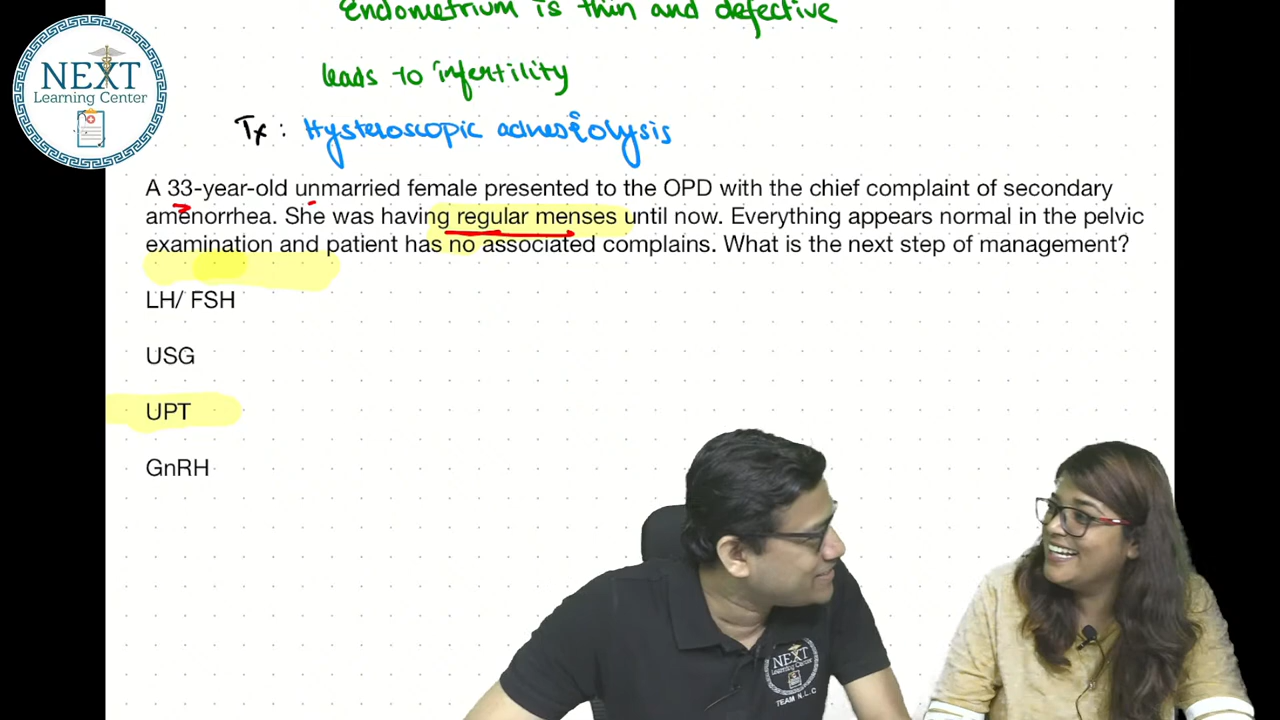 Endometrium is thin and defective
leads to infertility
Tx : Hysteroscopic adhesiolysis
NEXT
Learning Center
A 33-year-old unmarried female presented to the OPD with the chief complaint of secondary
amenorrhea. She was having regular menses until now. Everything appears normal in the pelvic
examination and patient has no associated complains. What is the next step of management?
LH/ FSH
USG
UPT
GnRH
NEXT
Learning Center
TEAM N.L.C